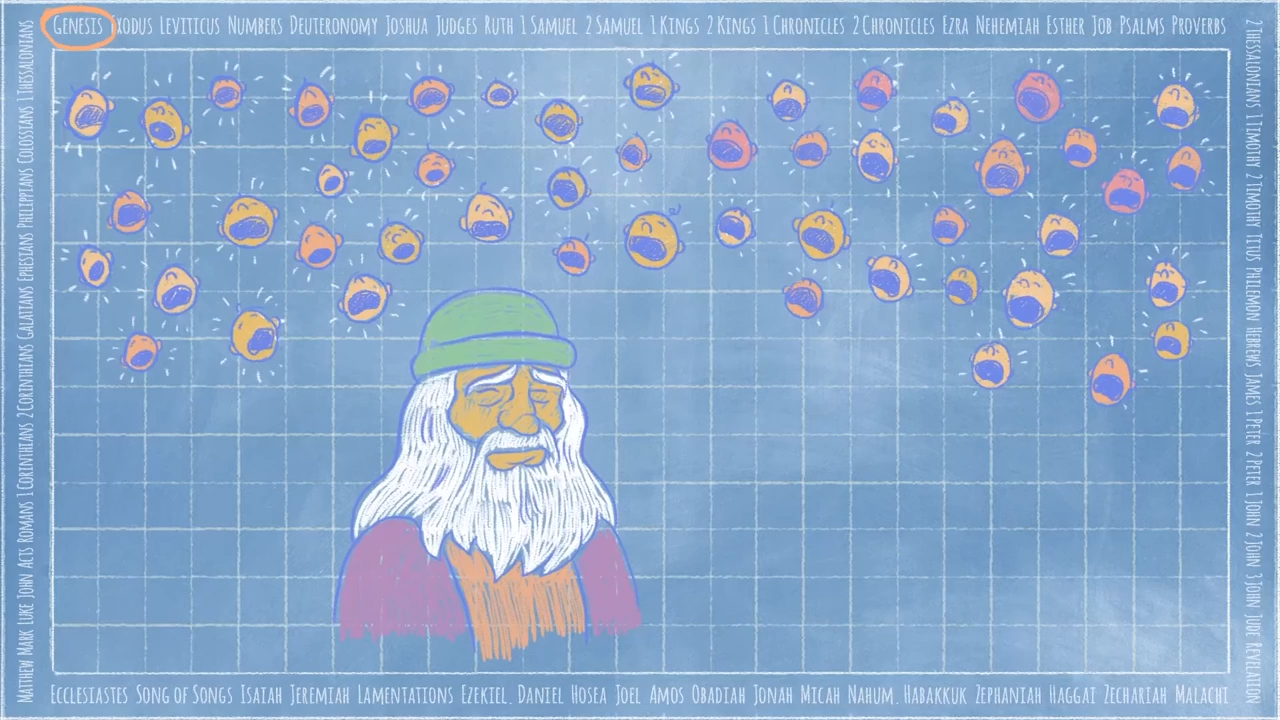 Genesis Exodus Leviticus Numbers Deuteronomy Joshua Judges Ruth 1 Samuel 2 Samuel 1 Kings 2 Kings 1 Chronicles 2 Chronicles Ezra Nehemiah Esther Job Psalms Proverbs
Matthew Mark Luke John Acts Romans 1 Corinthians 2 Corinthians Galatians Ephesians Philippians Colossians 1 Thessalonians
2 Thessalonians 1 Timothy 2 Timothy Titus Philemon Hebrews James 1 Peter 2 Peter 1 John 2 John 3 John Jude Revelation
Ecclesiastes Song of Songs Isaiah Jeremiah Lamentations Ezekiel Daniel Hosea Joel Amos Obadiah Jonah Micah Nahum Habakkuk Zephaniah Haggai Zechariah Malachi